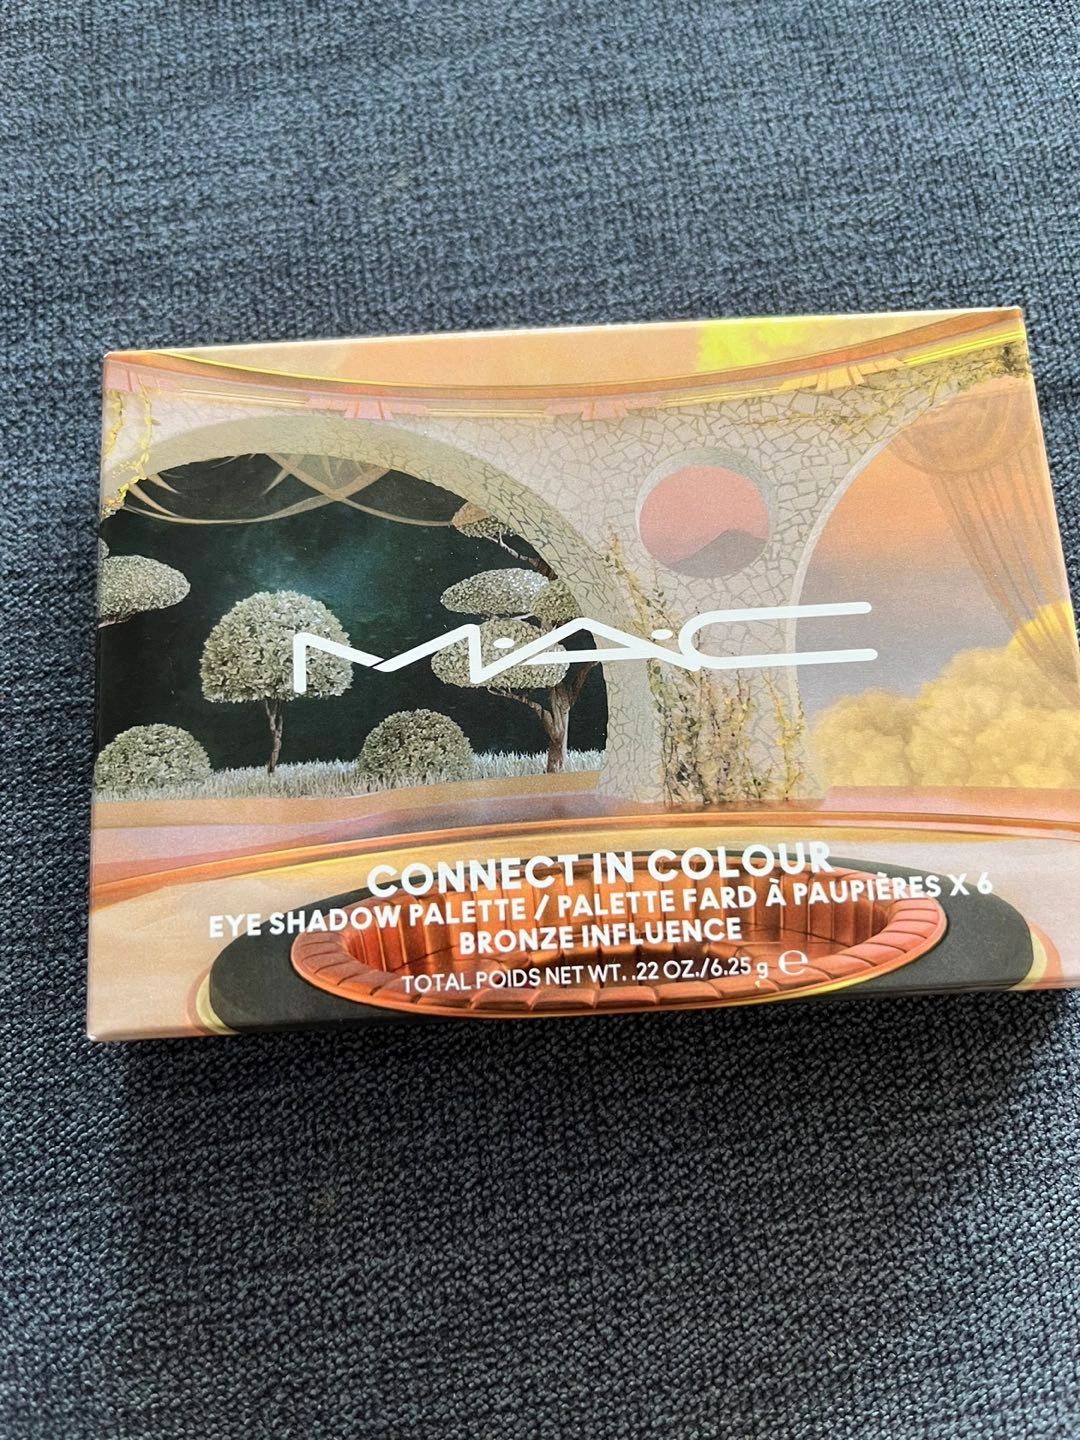 M·A·C
CONNECT IN COLOUR
EYE SHADOW PALETTE / PALETTE FARD À PAUPIÈRES X 6
BRONZE INFLUENCE
TOTAL POIDS NET WT. .22 OZ./6.25 g ℮